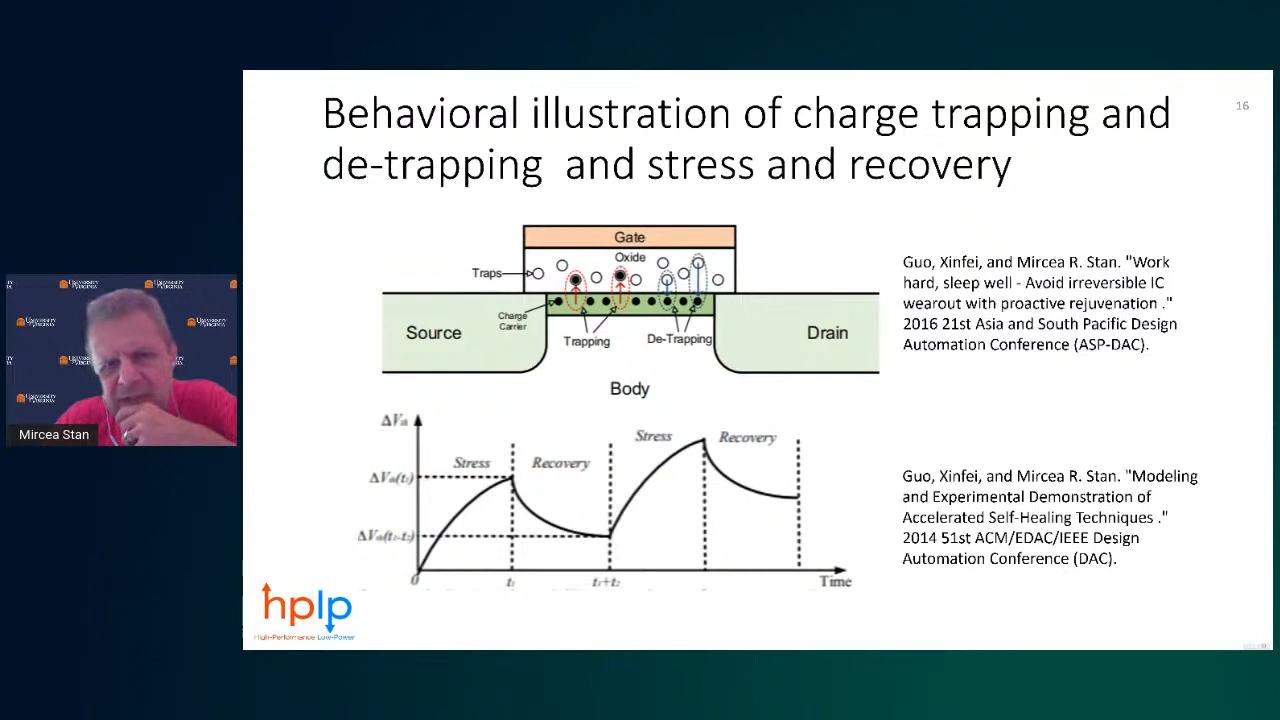 Behavioral illustration of charge trapping and
de-trapping and stress and recovery
16
Gate
Oxide
Traps
Charge
Carrier
Source
Trapping
De-Trapping
Drain
Body
Guo, Xinfei, and Mircea R. Stan. "Work
hard, sleep well - Avoid irreversible IC
wearout with proactive rejuvenation ."
2016 21st Asia and South Pacific Design
Automation Conference (ASP-DAC).
ΔVth
Stress
Recovery
Stress
Recovery
ΔVth(t₁)
ΔVth(t₁-t₂)
0
t₁
t₁+t₂
Time
Guo, Xinfei, and Mircea R. Stan. "Modeling
and Experimental Demonstration of
Accelerated Self-Healing Techniques ."
2014 51st ACM/EDAC/IEEE Design
Automation Conference (DAC).
hplp
High-Performance Low-Power
Mircea Stan
UNIVERSITY
of VIRGINIA